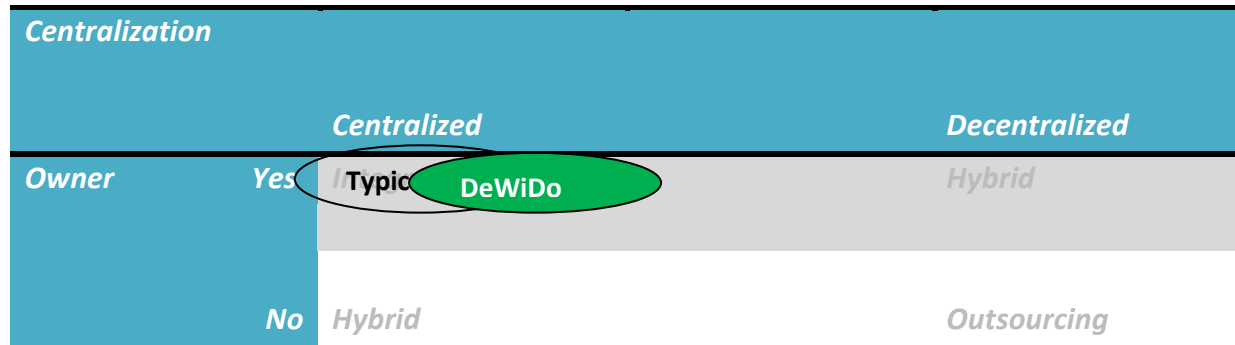 Centralization
Centralized Decentralized
Owner Yes Typic DeWiDo Hybrid
No Hybrid Outsourcing